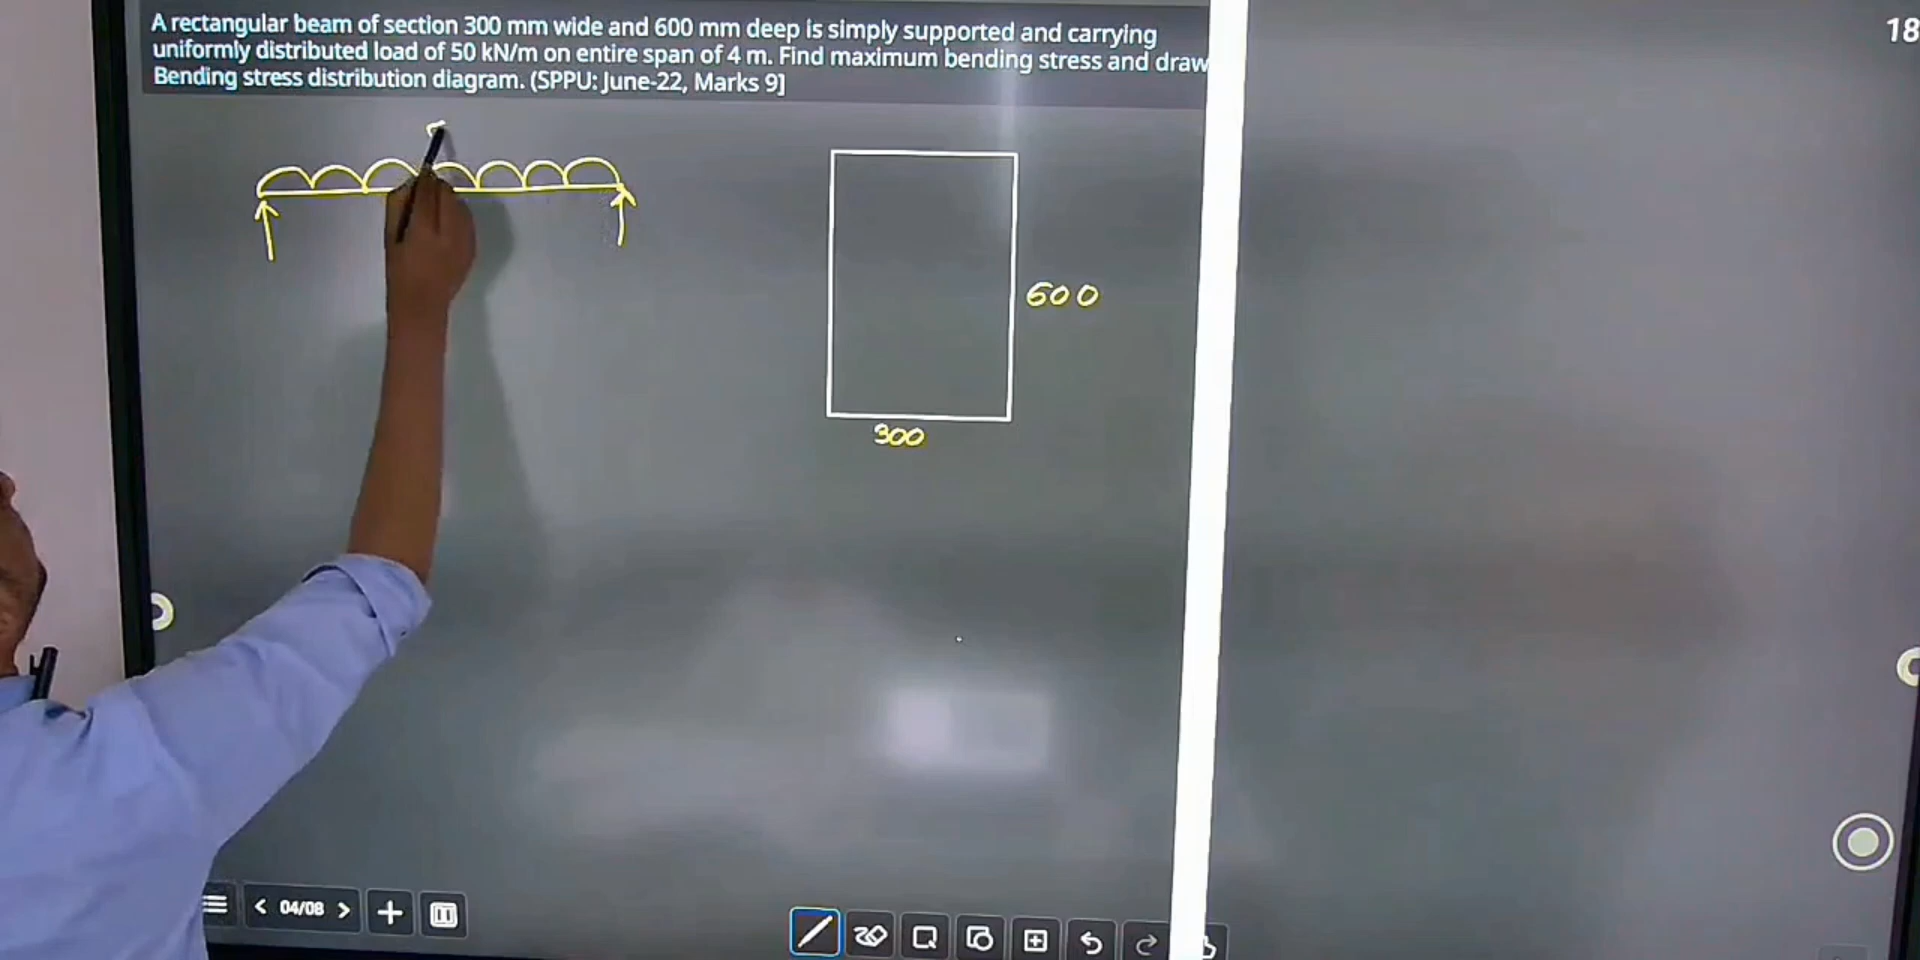 A rectangular beam of section 300 mm wide and 600 mm deep is simply supported and carrying
uniformly distributed load of 50 kN/m on entire span of 4 m. Find maximum bending stress and draw
Bending stress distribution diagram. (SPPU: June-22, Marks 9]
18
600
300
04/08